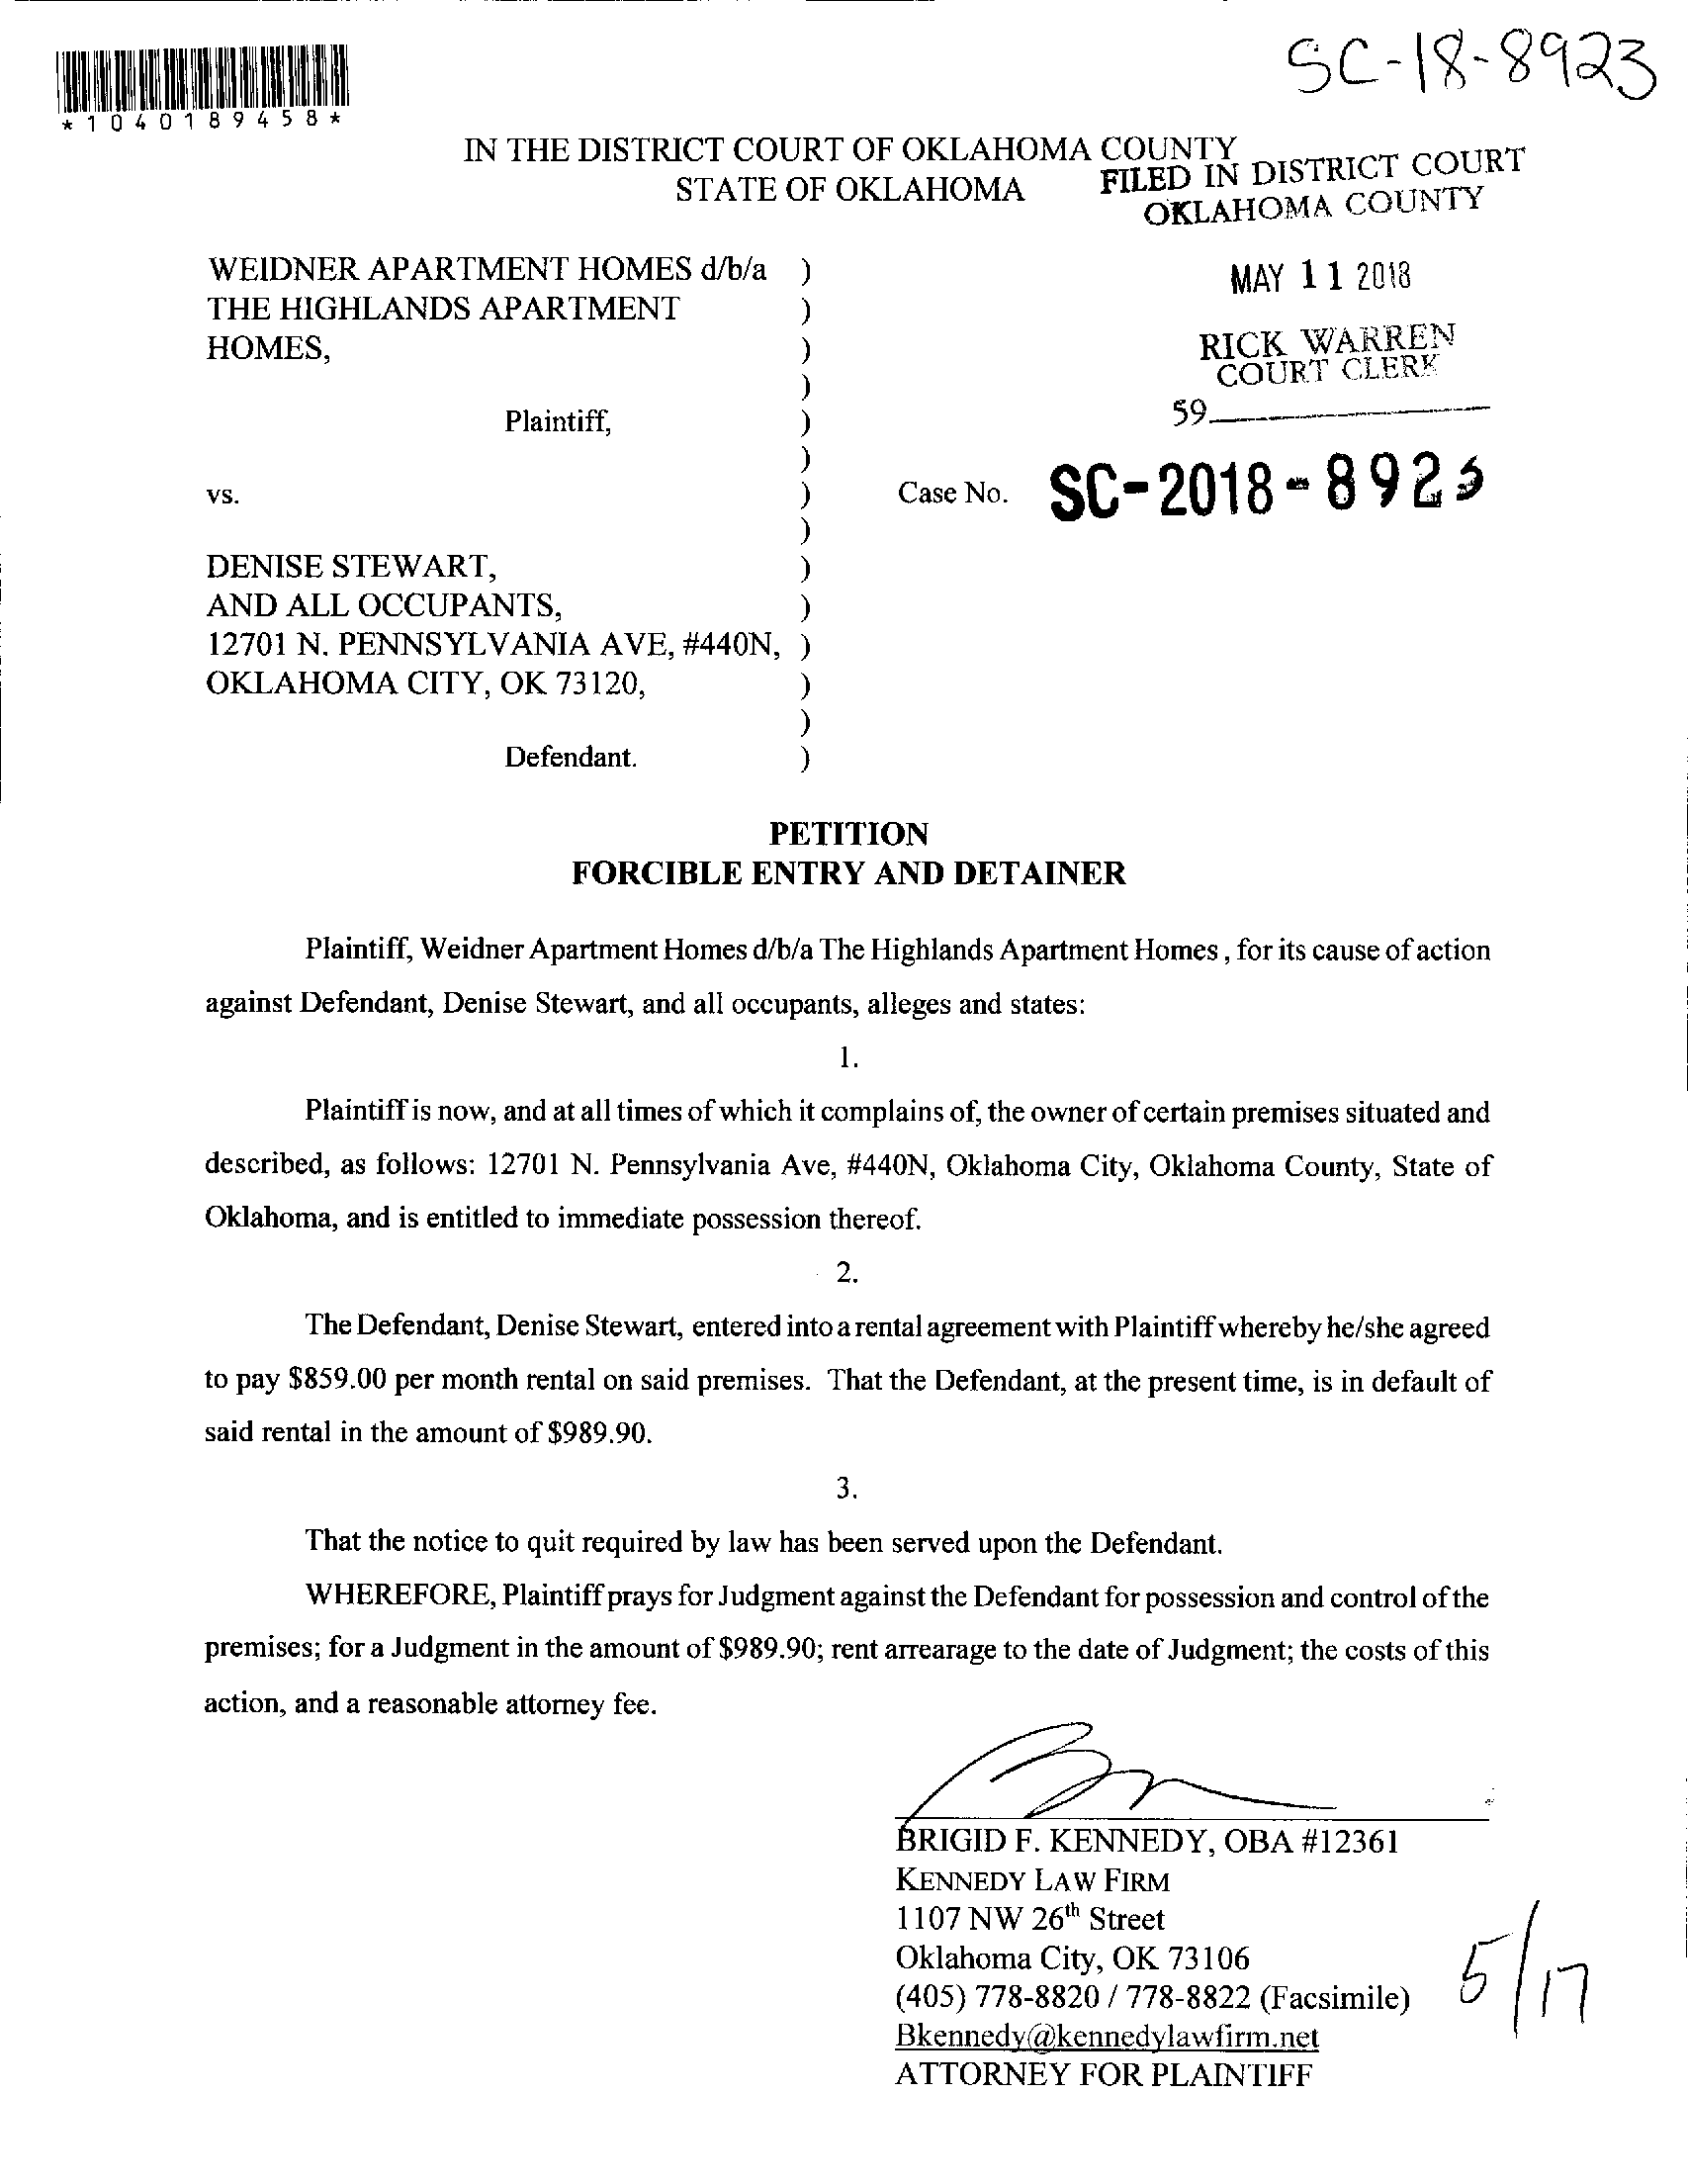 SC-18-8923
*1040189458*
IN THE DISTRICT COURT OF OKLAHOMA COUNTY
STATE OF OKLAHOMA
FILED IN DISTRICT COURT
OKLAHOMA COUNTY
MAY 11 2018
RICK WARREN
COURT CLERK
59
WEIDNER APARTMENT HOMES d/b/a )
THE HIGHLANDS APARTMENT )
HOMES, )
)
Plaintiff, )
)
vs. ) Case No. SC-2018-8923
)
DENISE STEWART, )
AND ALL OCCUPANTS, )
12701 N. PENNSYLVANIA AVE, #440N, )
OKLAHOMA CITY, OK 73120, )
)
Defendant. )
PETITION
FORCIBLE ENTRY AND DETAINER
Plaintiff, Weidner Apartment Homes d/b/a The Highlands Apartment Homes , for its cause of action
against Defendant, Denise Stewart, and all occupants, alleges and states:
1.
Plaintiff is now, and at all times of which it complains of, the owner of certain premises situated and
described, as follows: 12701 N. Pennsylvania Ave, #440N, Oklahoma City, Oklahoma County, State of
Oklahoma, and is entitled to immediate possession thereof.
2.
The Defendant, Denise Stewart, entered into a rental agreement with Plaintiff whereby he/she agreed
to pay $859.00 per month rental on said premises. That the Defendant, at the present time, is in default of
said rental in the amount of $989.90.
3.
That the notice to quit required by law has been served upon the Defendant.
WHEREFORE, Plaintiff prays for Judgment against the Defendant for possession and control of the
premises; for a Judgment in the amount of $989.90; rent arrearage to the date of Judgment; the costs of this
action, and a reasonable attorney fee.
BRIGID F. KENNEDY, OBA #12361
KENNEDY LAW FIRM
1107 NW 26th Street
Oklahoma City, OK 73106
(405) 778-8820 / 778-8822 (Facsimile)
Bkennedy@kennedylawfirm.net
ATTORNEY FOR PLAINTIFF
5/17